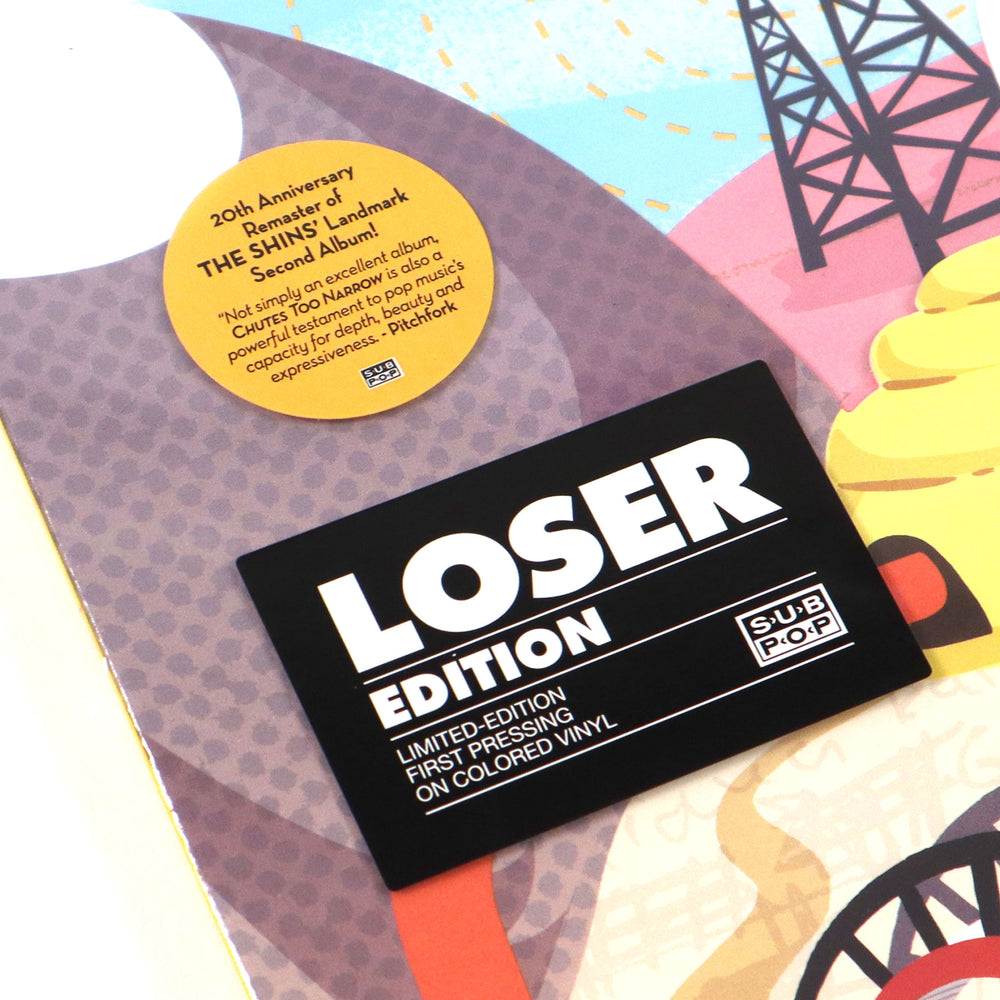 20th Anniversary
Remaster of
THE SHINS' Landmark
Second Album!
"Not simply an excellent album,
CHUTES TOO NARROW is also a
powerful testament to pop music's
capacity for depth, beauty and
expressiveness. - Pitchfork
SUB
POP
LOSER
EDITION
LIMITED-EDITION
FIRST PRESSING
ON COLORED VINYL
SUB
POP